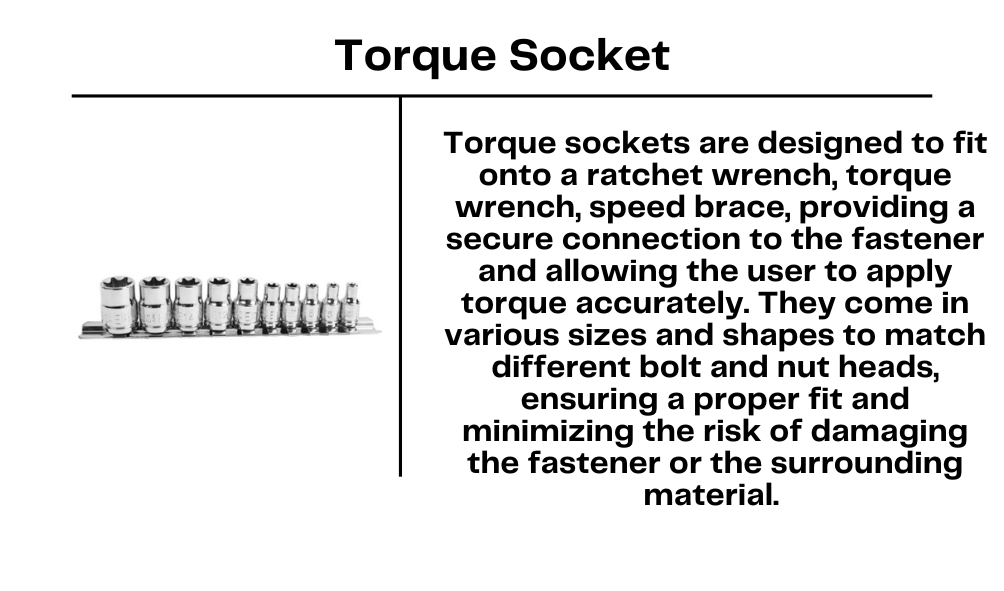 Torque Socket
Torque sockets are designed to fit
onto a ratchet wrench, torque
wrench, speed brace, providing a
secure connection to the fastener
and allowing the user to apply
torque accurately. They come in
various sizes and shapes to match
different bolt and nut heads,
ensuring a proper fit and
minimizing the risk of damaging
the fastener or the surrounding
material.